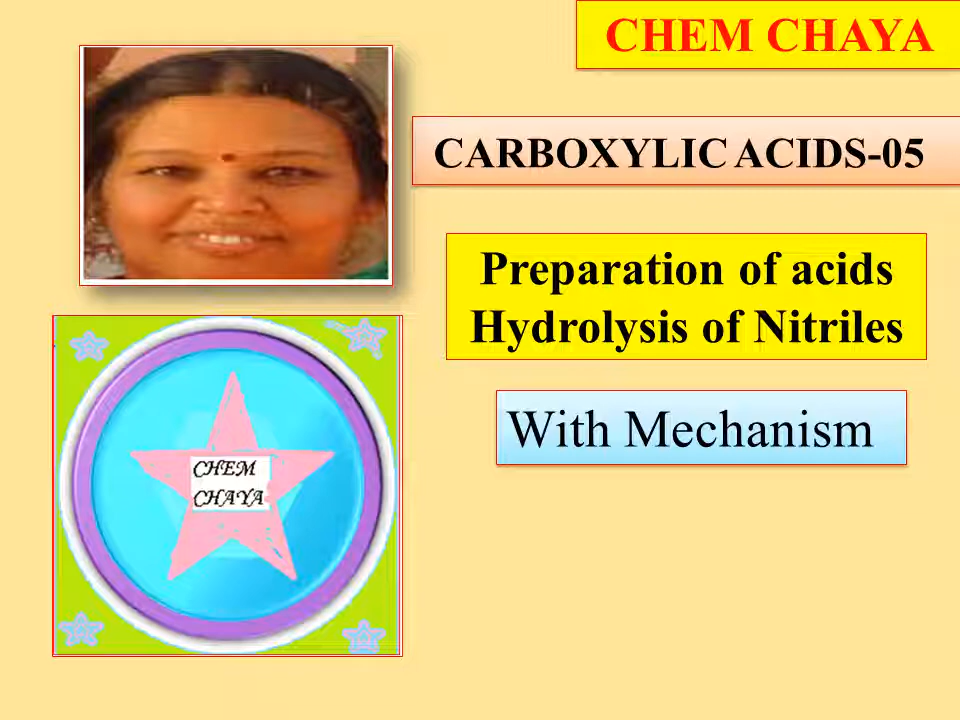 CHEM CHAYA
CARBOXYLIC ACIDS-05
Preparation of acids
Hydrolysis of Nitriles
With Mechanism
CHEM
CHAYA